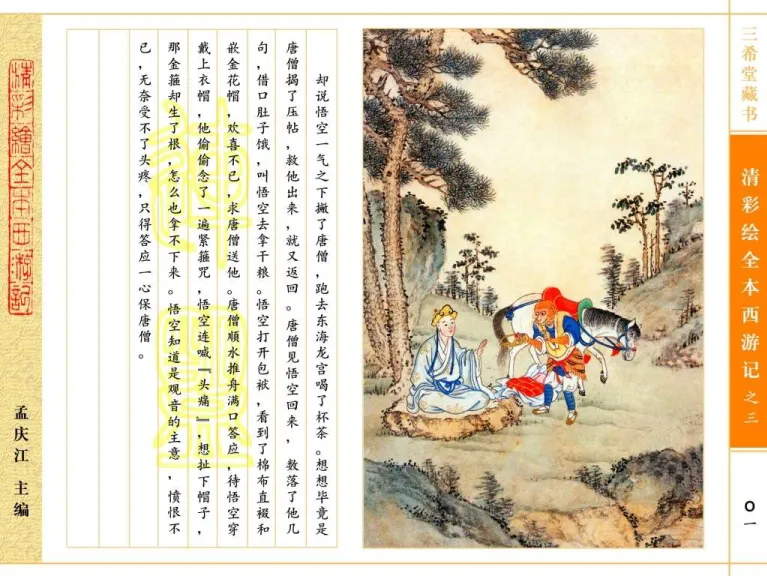 三希堂藏书
清彩绘全本西游记之三
〇一
却说悟空一气之下撇了唐僧，跑去东海龙宫喝了杯茶。想想毕竟是
唐僧揭了压帖，救他出来，就又返回。唐僧见悟空回来，数落了他几
句，借口肚子饿，叫悟空去拿干粮。悟空打开包袱，看到了棉布直裰和
嵌金花帽，欢喜不已，求唐僧送他。唐僧顺水推舟满口答应，待悟空穿
戴上衣帽，他偷偷念了一遍紧箍咒，悟空连喊『头痛』，想扯下帽子，
那金箍却生了根，怎么也拿不下来。悟空知道是观音的主意，愤恨不
已，无奈受不了头疼，只得答应一心保唐僧。
清彩绘全本西游记
孟庆江 主编